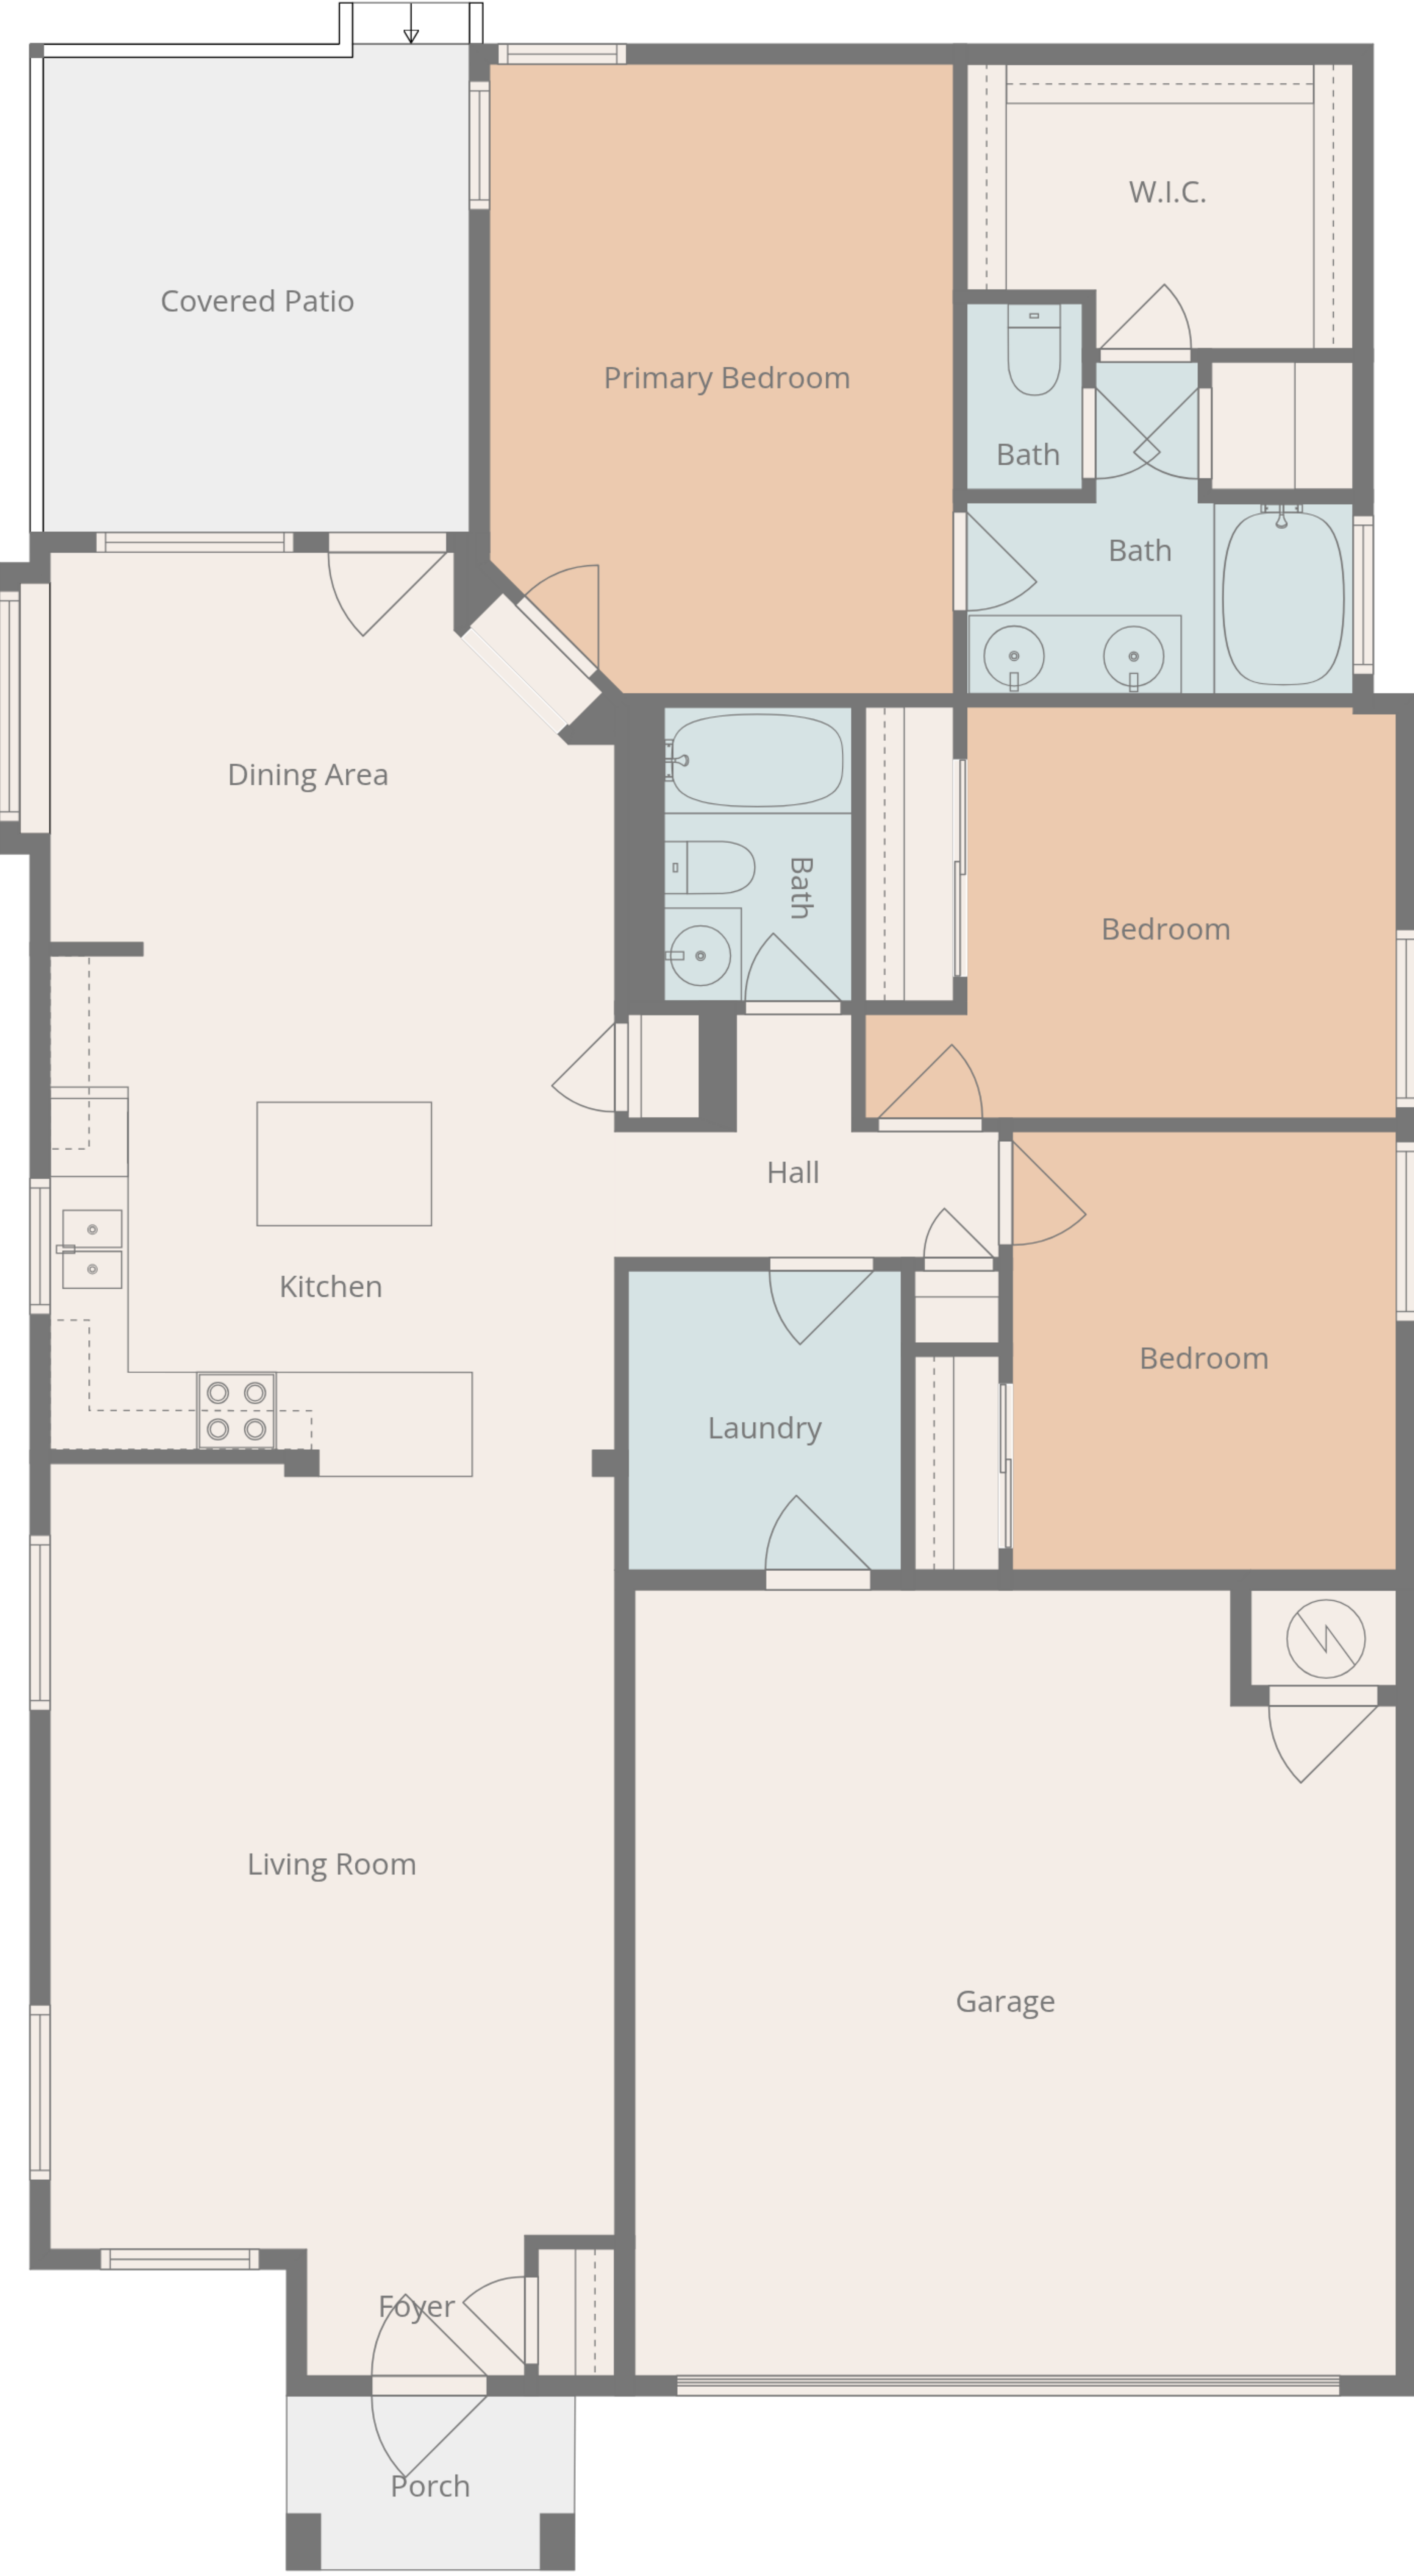 W.I.C.
Covered Patio
Primary Bedroom
Bath
Bath
Dining Area
Bath
Bedroom
Hall
Kitchen
Bedroom
Laundry
Living Room
Garage
Foyer
Porch